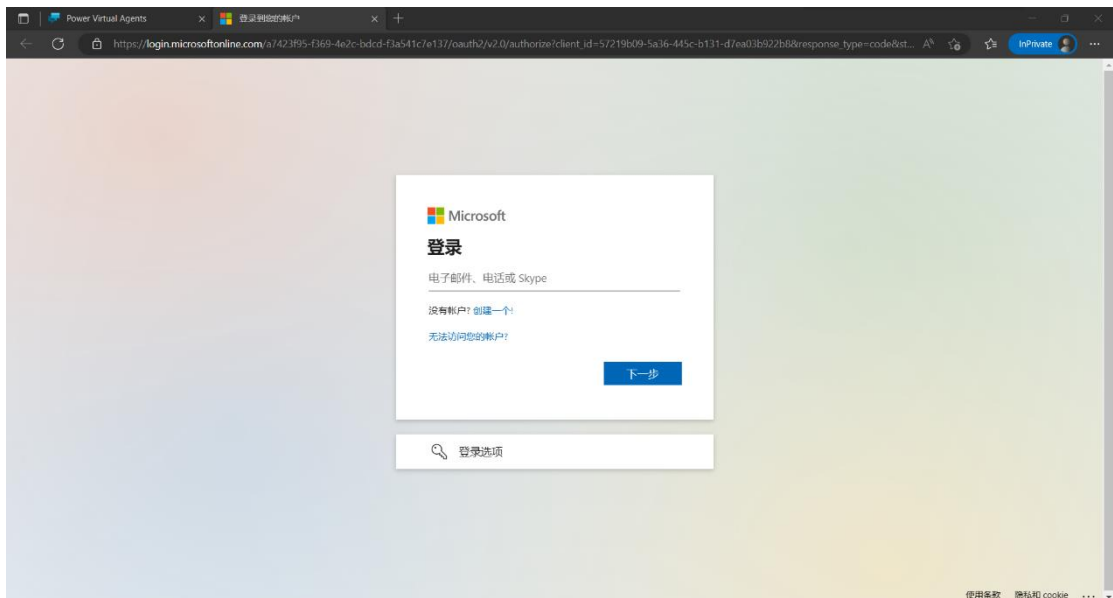 Power Virtual Agents
登录到您的帐户
https://login.microsoftonline.com/a7423f95-f369-4e2c-bdcd-f3a541c7e137/oauth2/v2.0/authorize?client_id=57219b09-5a36-445c-b131-d7ea03b922b8&response_type=code&st...
InPrivate
Microsoft
登录
电子邮件、电话或 Skype
没有帐户? 创建一个!
无法访问您的帐户?
下一步
登录选项
使用条款 隐私和 cookie ...